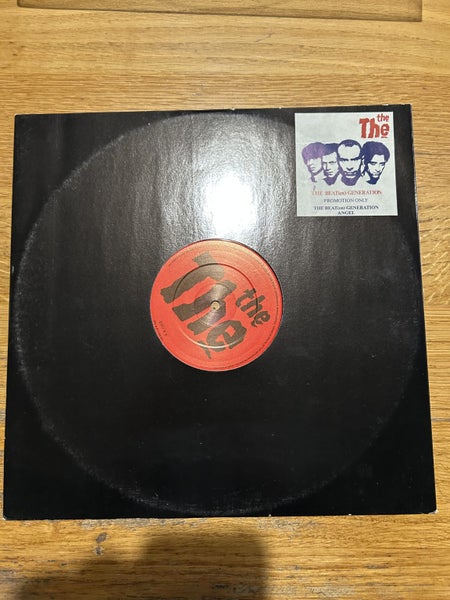 the
The
THE BEAT(en) GENERATION
PROMOTION ONLY
THE BEAT(en) GENERATION
ANGEL
the
The